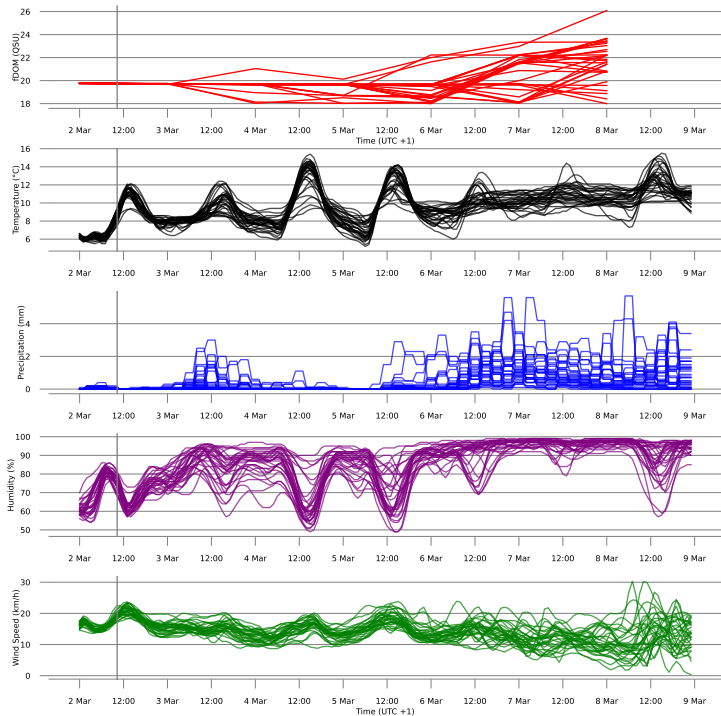 fDOM (QSU)
26
24
22
20
18
2 Mar 12:00 3 Mar 12:00 4 Mar 12:00 5 Mar 12:00 6 Mar 12:00 7 Mar 12:00 8 Mar 12:00 9 Mar
Time (UTC +1)
Temperature (°C)
16
14
12
10
8
6
2 Mar 12:00 3 Mar 12:00 4 Mar 12:00 5 Mar 12:00 6 Mar 12:00 7 Mar 12:00 8 Mar 12:00 9 Mar
Precipitation (mm)
4
2
0
2 Mar 12:00 3 Mar 12:00 4 Mar 12:00 5 Mar 12:00 6 Mar 12:00 7 Mar 12:00 8 Mar 12:00 9 Mar
Humidity (%)
100
90
80
70
60
50
2 Mar 12:00 3 Mar 12:00 4 Mar 12:00 5 Mar 12:00 6 Mar 12:00 7 Mar 12:00 8 Mar 12:00 9 Mar
Wind Speed (km/h)
30
20
10
0
2 Mar 12:00 3 Mar 12:00 4 Mar 12:00 5 Mar 12:00 6 Mar 12:00 7 Mar 12:00 8 Mar 12:00 9 Mar
Time (UTC +1)